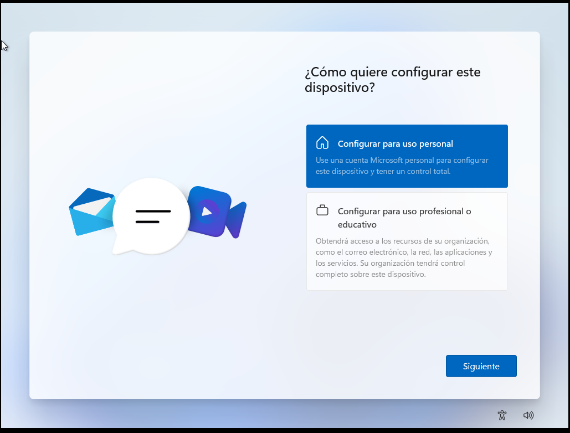 ¿Cómo quiere configurar este
dispositivo?
Configurar para uso personal
Use una cuenta Microsoft personal para configurar
este dispositivo y tener un control total.
Configurar para uso profesional o
educativo
Obtendrá acceso a los recursos de su organización,
como el correo electrónico, la red, las aplicaciones y
los servicios. Su organización tendrá control
completo sobre este dispositivo.
Siguiente